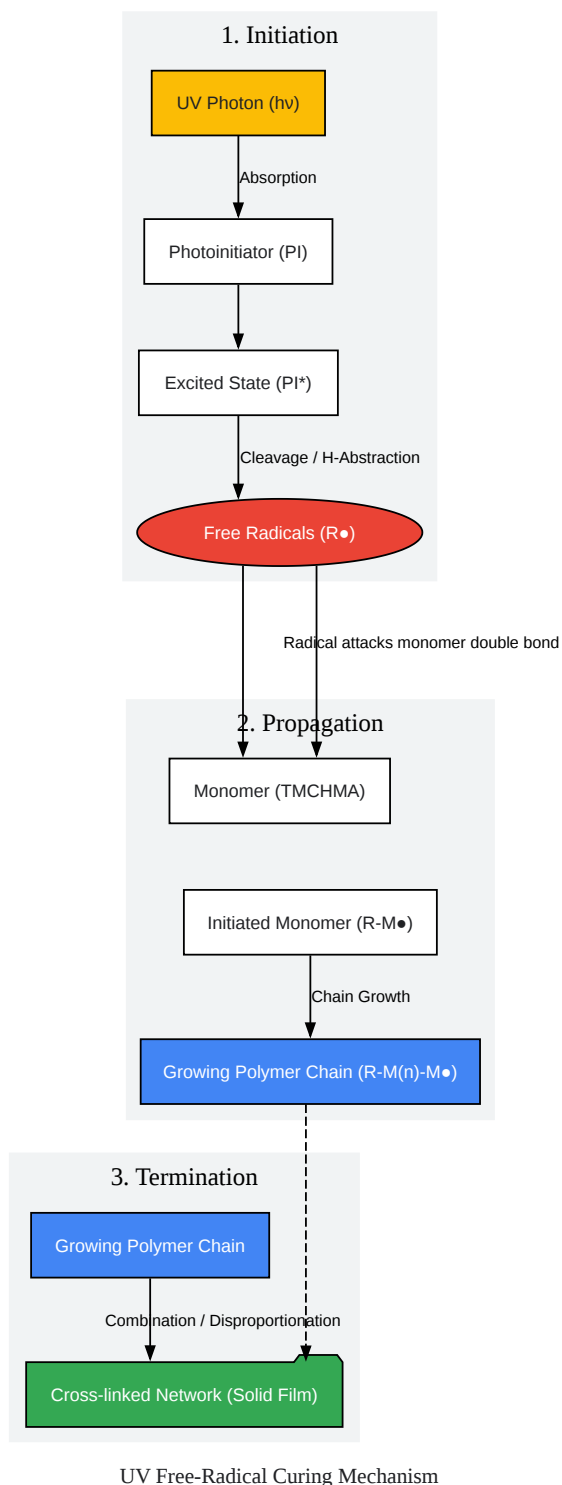 1. Initiation
UV Photon (hν)
Absorption
Photoinitiator (PI)
Excited State (PI*)
Cleavage / H-Abstraction
Free Radicals (R●)
Radical attacks monomer double bond
2. Propagation
Monomer (TMCHMA)
Initiated Monomer (R-M●)
Chain Growth
Growing Polymer Chain (R-M(n)-M●)
3. Termination
Growing Polymer Chain
Combination / Disproportionation
Cross-linked Network (Solid Film)
UV Free-Radical Curing Mechanism